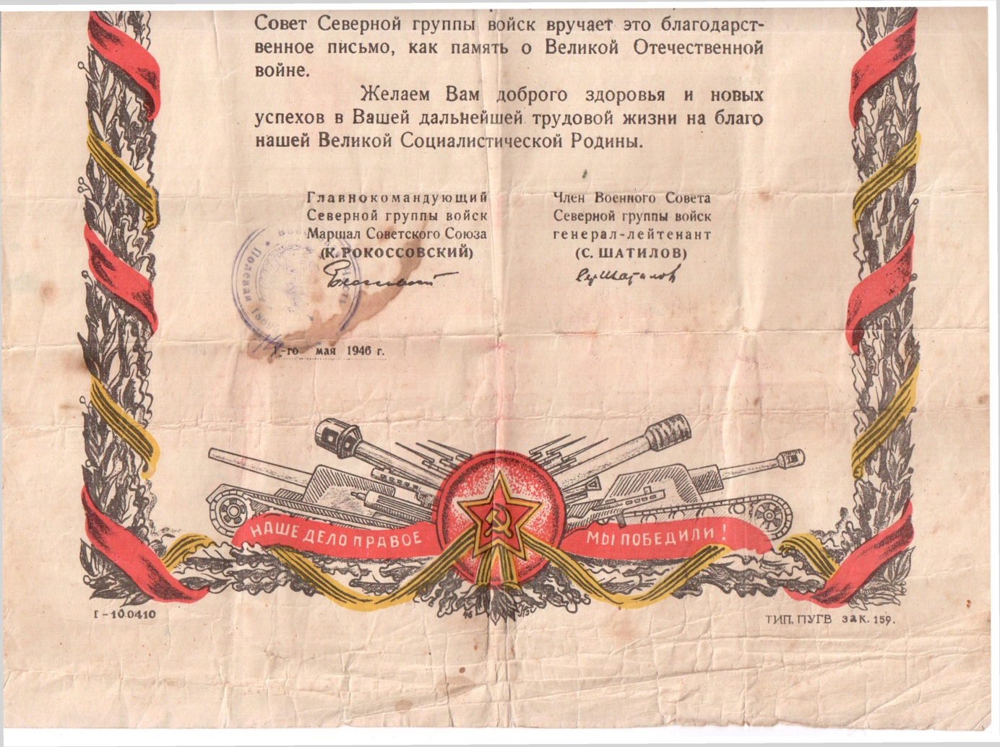 Совет Северной группы войск вручает это благодарст-
венное письмо, как память о Великой Отечественной
войне.
Желаем Вам доброго здоровья и новых
успехов в Вашей дальнейшей трудовой жизни на благо
нашей Великой Социалистической Родины.
Главнокомандующий
Северной группы войск
Маршал Советского Союза
(К. РОКОССОВСКИЙ)
Член Военного Совета
Северной группы войск
генерал-лейтенант
(С. ШАТИЛОВ)
Полевая
часть
1-го мая 1946 г.
НАШЕ ДЕЛО ПРАВОЕ
МЫ ПОБЕДИЛИ!
Г-10.0410
46
ТИП. ПУГВ зак. 159.